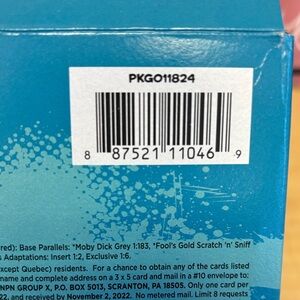 PKG011824
8 87521 11046 9
red): Base Parallels: *Moby Dick Grey 1:183, *Fool's Gold Scratch 'n' Sniff
s Adaptations: Insert 1:2, Exclusive 1:6.
except Quebec) residents. For a chance to obtain any of the cards listed
name and complete address on a 3 x 5 card and mail in a #10 envelope to:
NPN GROUP X, P.O. BOX 5013, SCRANTON, PA 18505. Only one card per
22, and received by November 2, 2022. No metered mail. Limit 8 requests